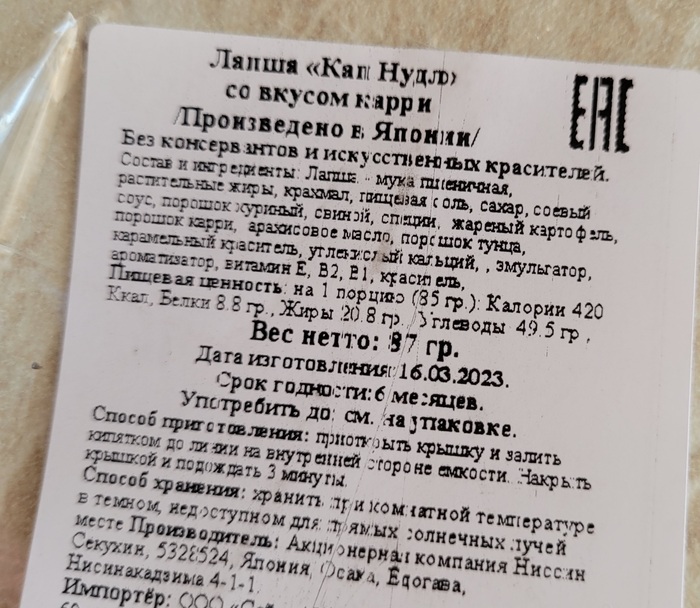 Лапша «Кап Нудл»
со вкусом карри
/Произведено в Японии/
EAC
Без консервантов и искусственных красителей.
Состав и ингредиенты: Лапша - мука пшеничная,
растительные жиры, крахмал, пищевая соль, сахар, соевый
соус, порошок куриный, свиной, специи, жареный картофель,
порошок карри, арахисовое масло, порошок тунца,
карамельный краситель, углекислый кальций, , эмульгатор,
ароматизатор, витамин Е, В2, В1, краситель,
Пищевая ценность: на 1 порцию (85 гр.): Калории 420
Ккал, Белки 8.8 гр., Жиры 20.8 гр., Углеводы 49.5 гр ,
Вес нетто: 87 гр.
Дата изготовления: 16.03.2023.
Срок годности: 6 месяцев.
Употребить до: см. на упаковке.
Способ приготовления: приоткрыть крышку и залить
кипятком до линии на внутренней стороне емкости. Накрыть
крышкой и подождать 3 минуты.
Способ хранения: хранить при комнатной температуре
в темном, недоступном для прямых солнечных лучей
месте Производитель: Акционерная компания Ниссин
Секухин, 5328524, Япония, Осака, Ёдогава,
Нисинакадзима 4-1-1.
Импортёр: ООО